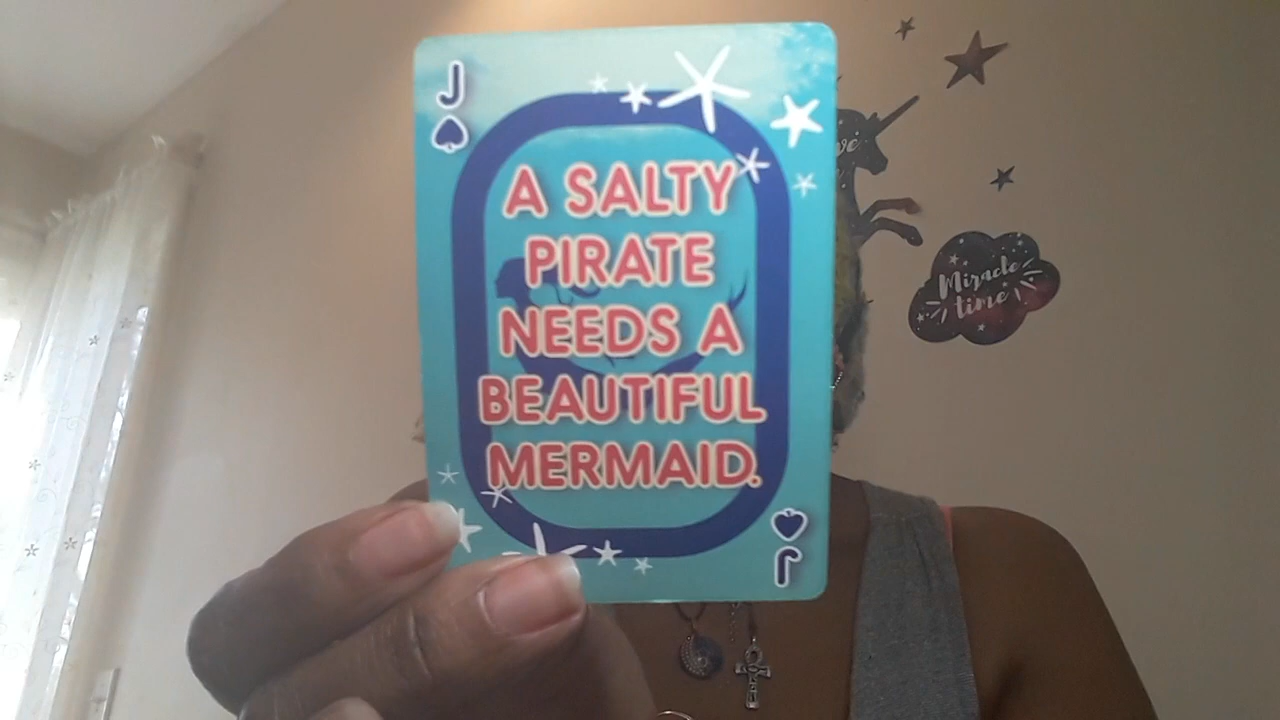 J
A SALTY
PIRATE
NEEDS A
BEAUTIFUL
MERMAID.
J
Miracle
time